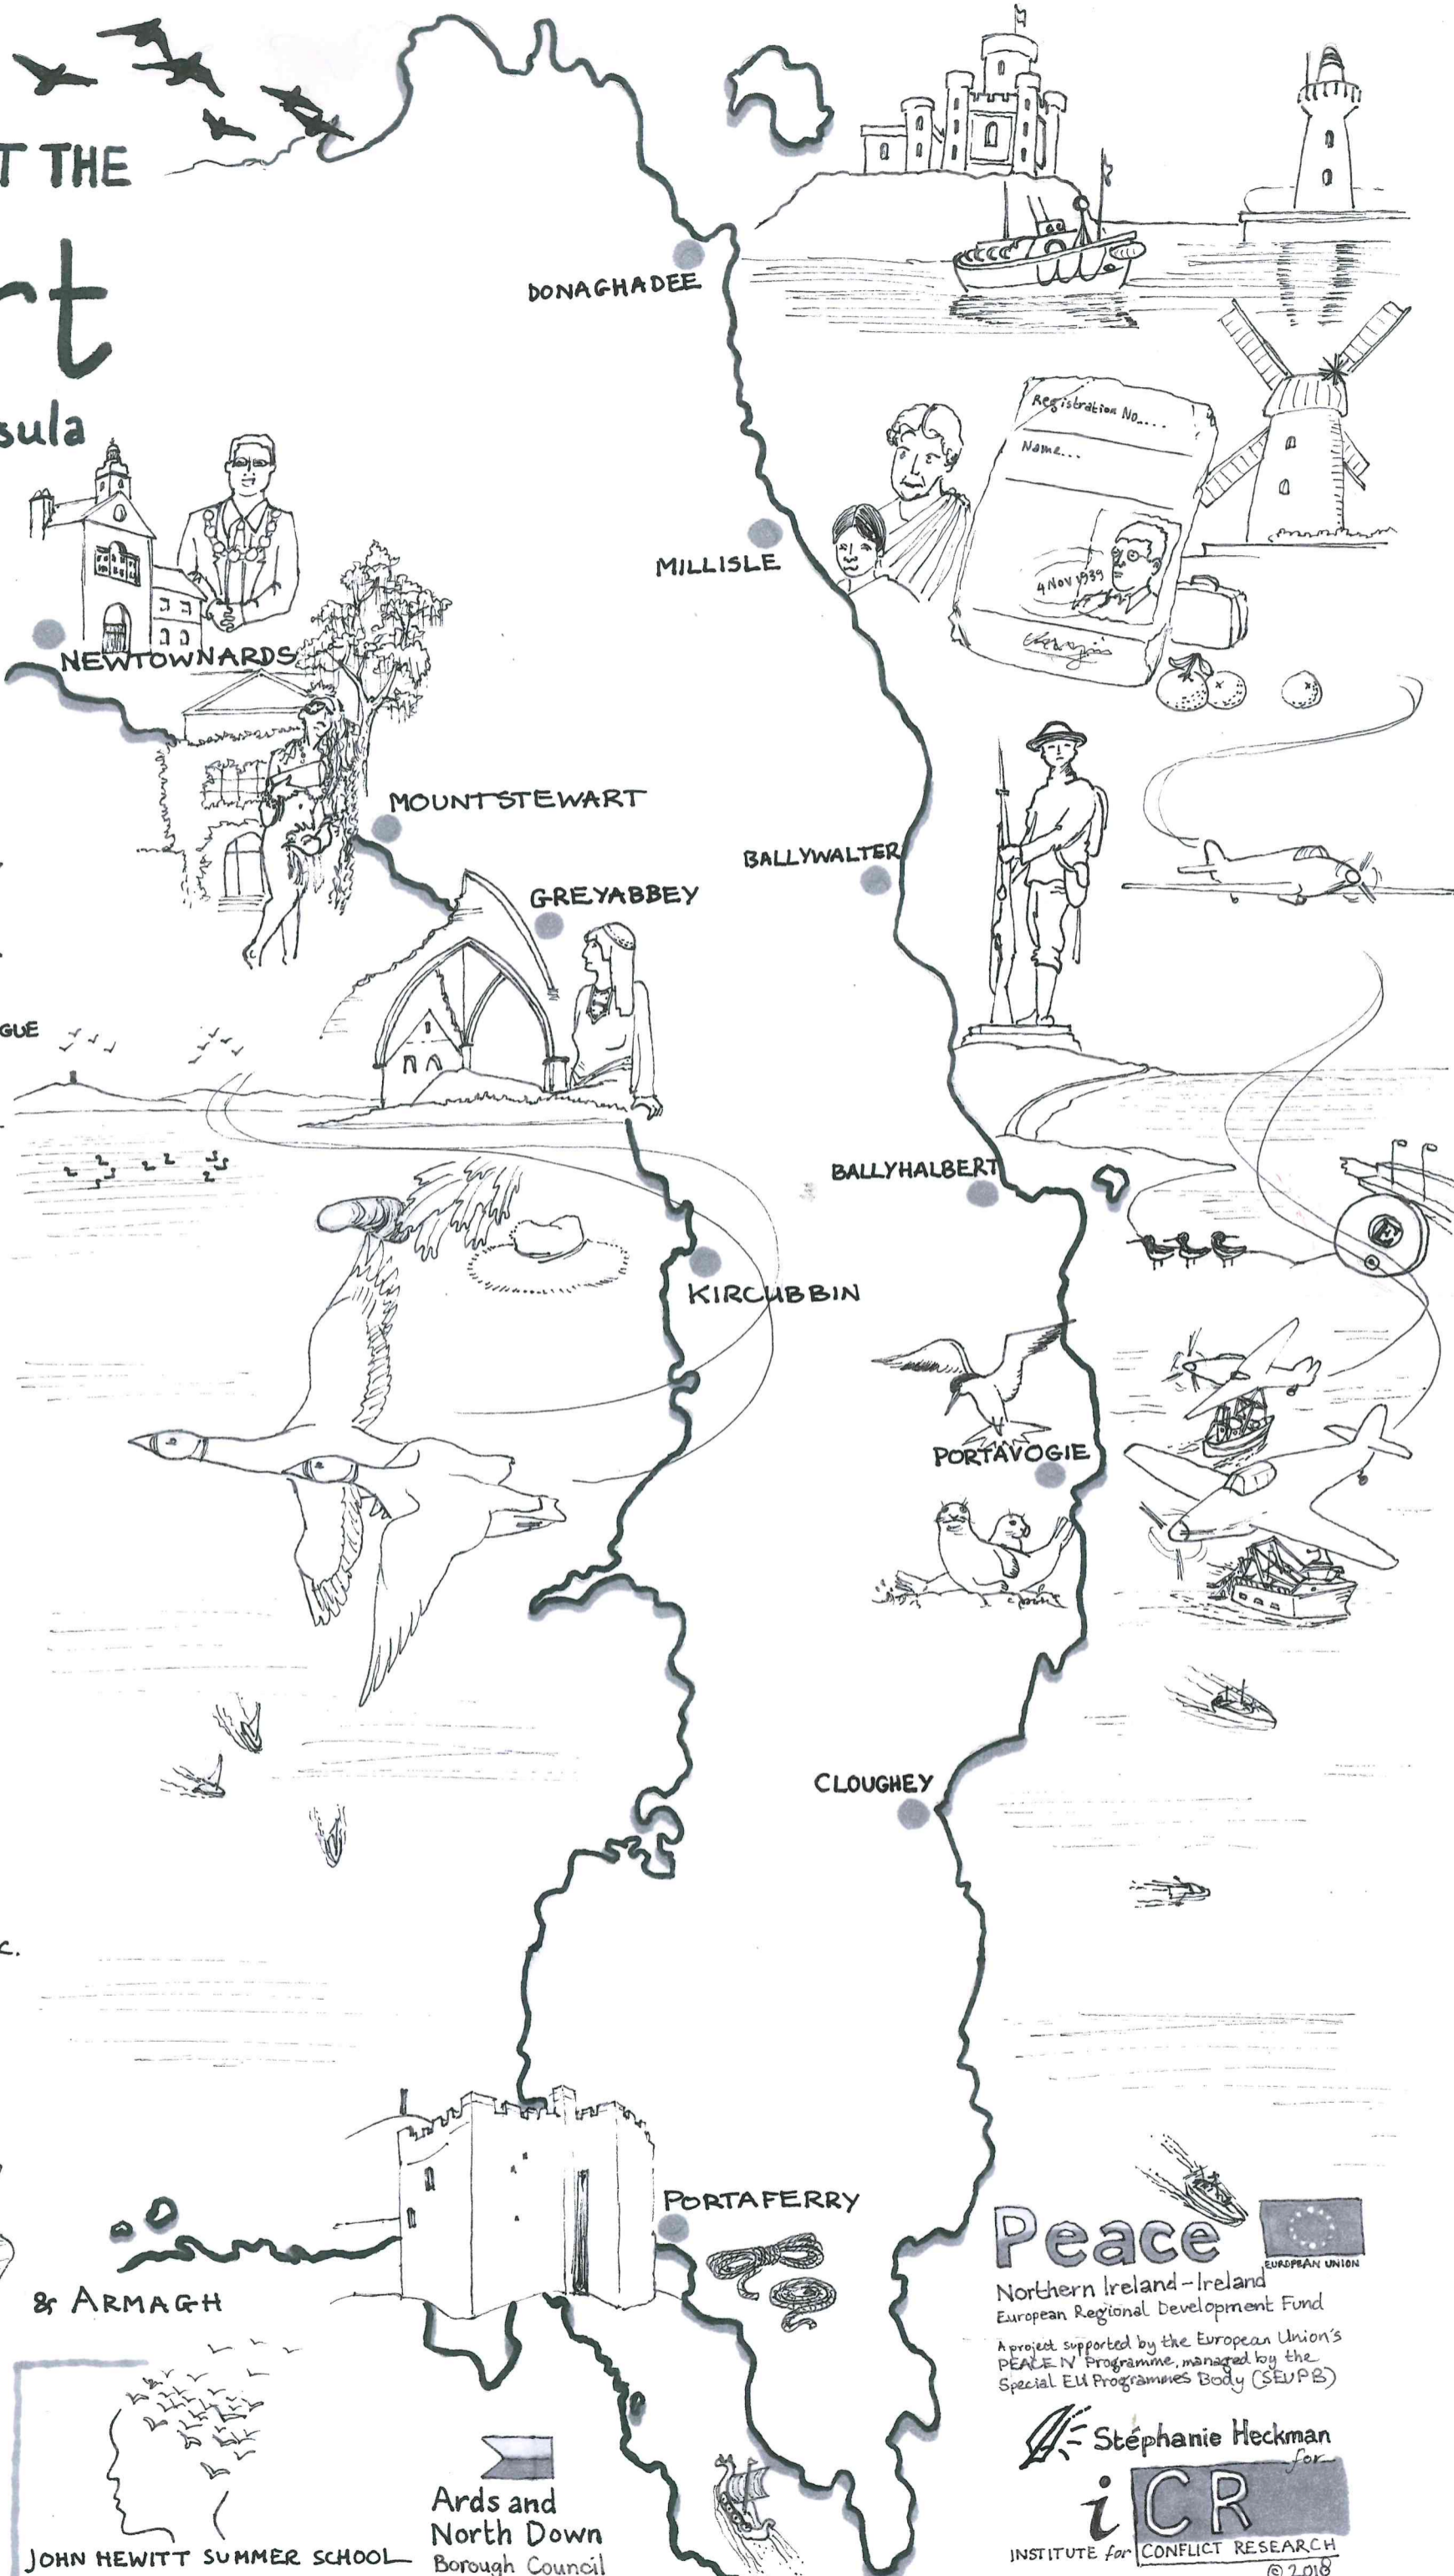 T THE
rt
sula
DONAGHADEE
Registration No....
Name...
4 NOV 1939
MILLISLE
NEWTOWNARDS
MOUNTSTEWART
BALLYWALTER
GREYABBEY
GUE
BALLYHALBERT
KIRCUBBIN
PORTAVOGIE
CLOUGHEY
C.
PORTAFERRY
& ARMAGH
JOHN HEWITT SUMMER SCHOOL
Ards and
North Down
Borough Council
Peace
EUROPEAN UNION
Northern Ireland-Ireland
European Regional Development Fund
A project supported by the European Union's
PEACE IV Programme, managed by the
Special EU Programmes Body (SEUPB)
Stéphanie Heckman
for
iCR
INSTITUTE for CONFLICT RESEARCH
© 2018